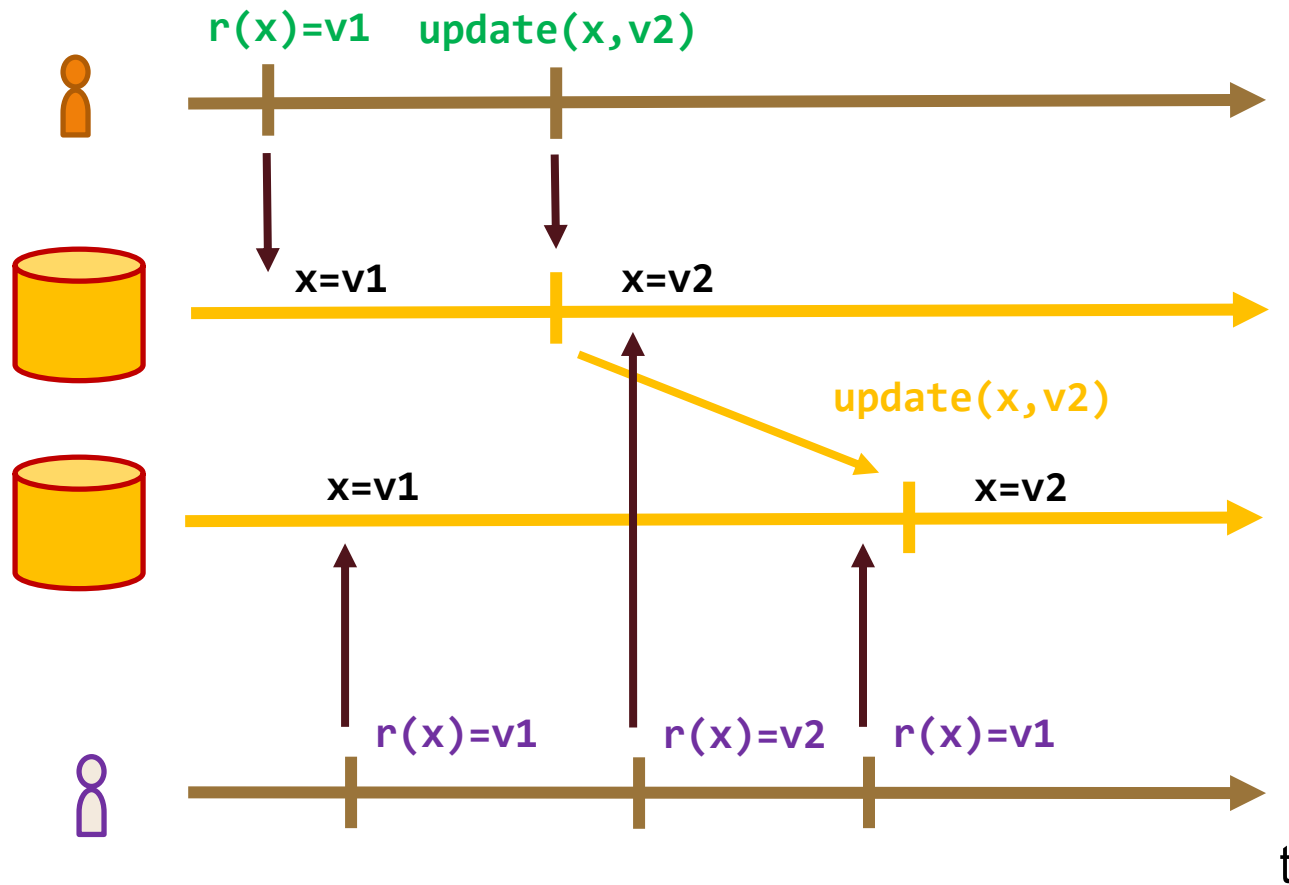 r(x)=v1 update(x,v2)
x=v1 x=v2
update(x,v2)
x=v1 x=v2
r(x)=v1 r(x)=v2 r(x)=v1
t